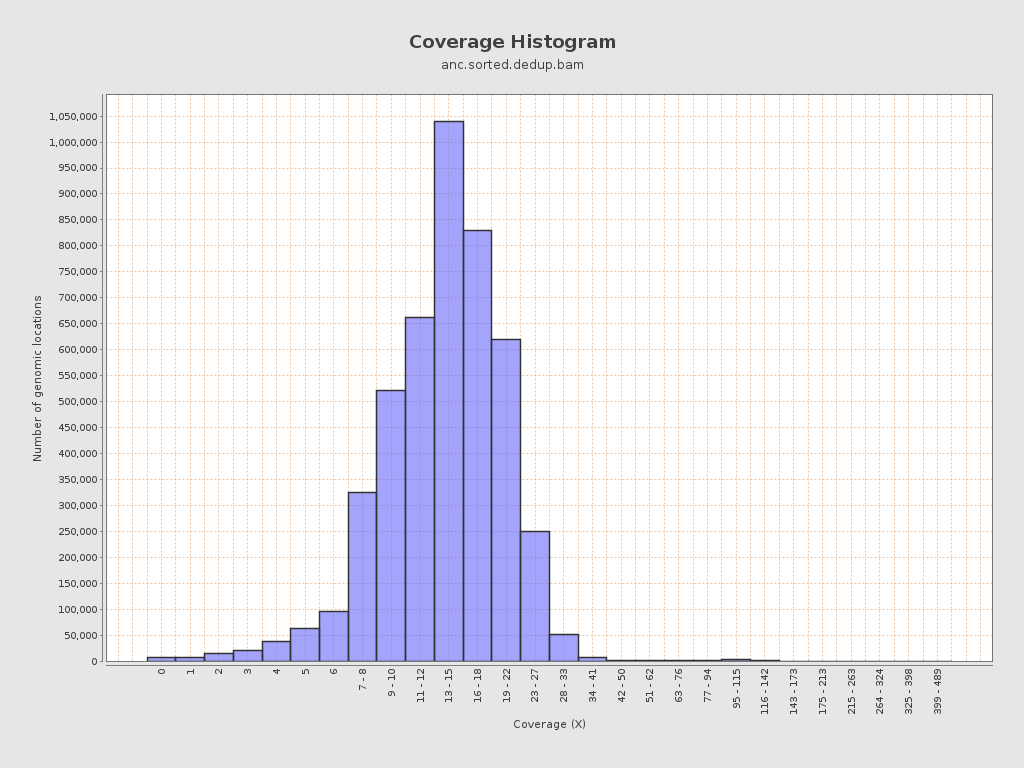 Coverage Histogram
anc.sorted.dedup.bam
Number of genomic locations
1,050,000
1,000,000
950,000
900,000
850,000
800,000
750,000
700,000
650,000
600,000
550,000
500,000
450,000
400,000
350,000
300,000
250,000
200,000
150,000
100,000
50,000
0
0
1
2
3
4
5
6
7 - 8
9 - 10
11 - 12
13 - 15
16 - 18
19 - 22
23 - 27
28 - 33
34 - 41
42 - 50
51 - 62
63 - 76
77 - 94
95 - 115
116 - 142
143 - 173
175 - 213
215 - 263
264 - 324
325 - 398
399 - 489
Coverage (X)